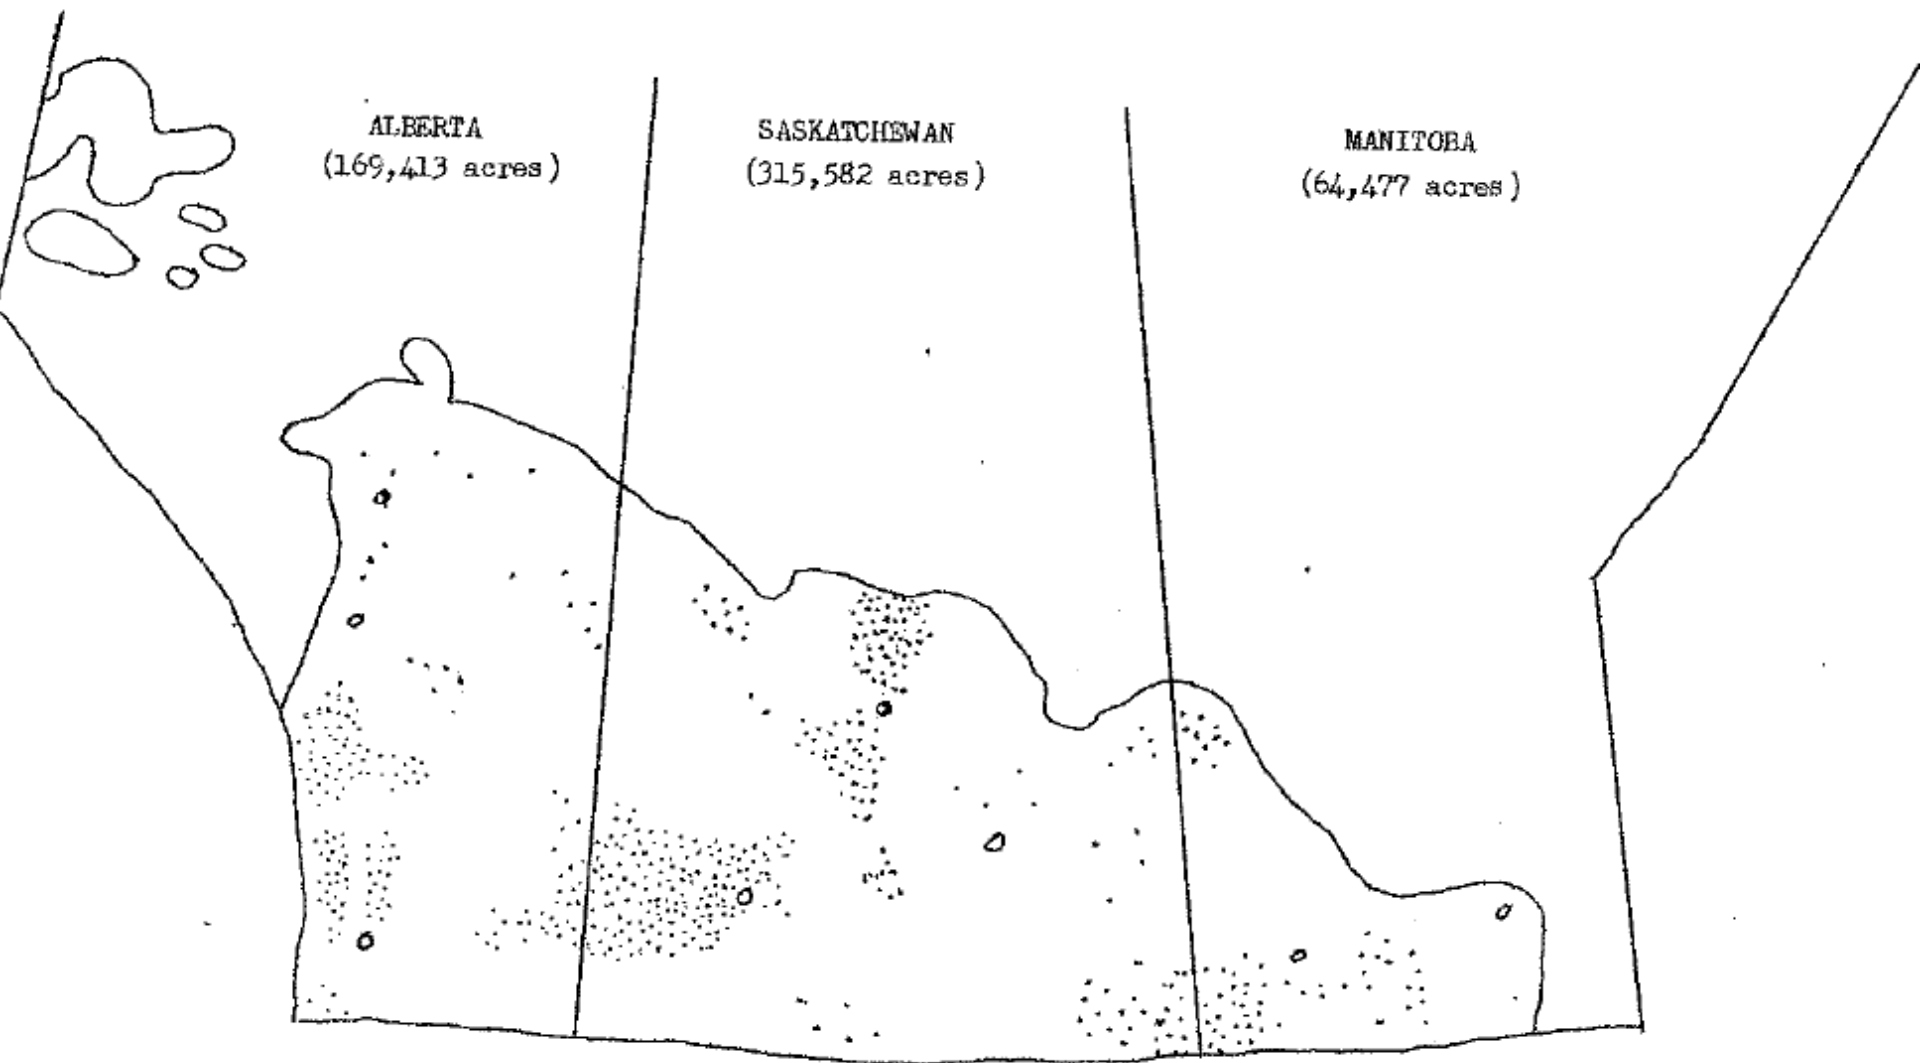 ALBERTA
(169,413 acres)
SASKATCHEWAN
(315,582 acres)
MANITOBA
(64,477 acres)